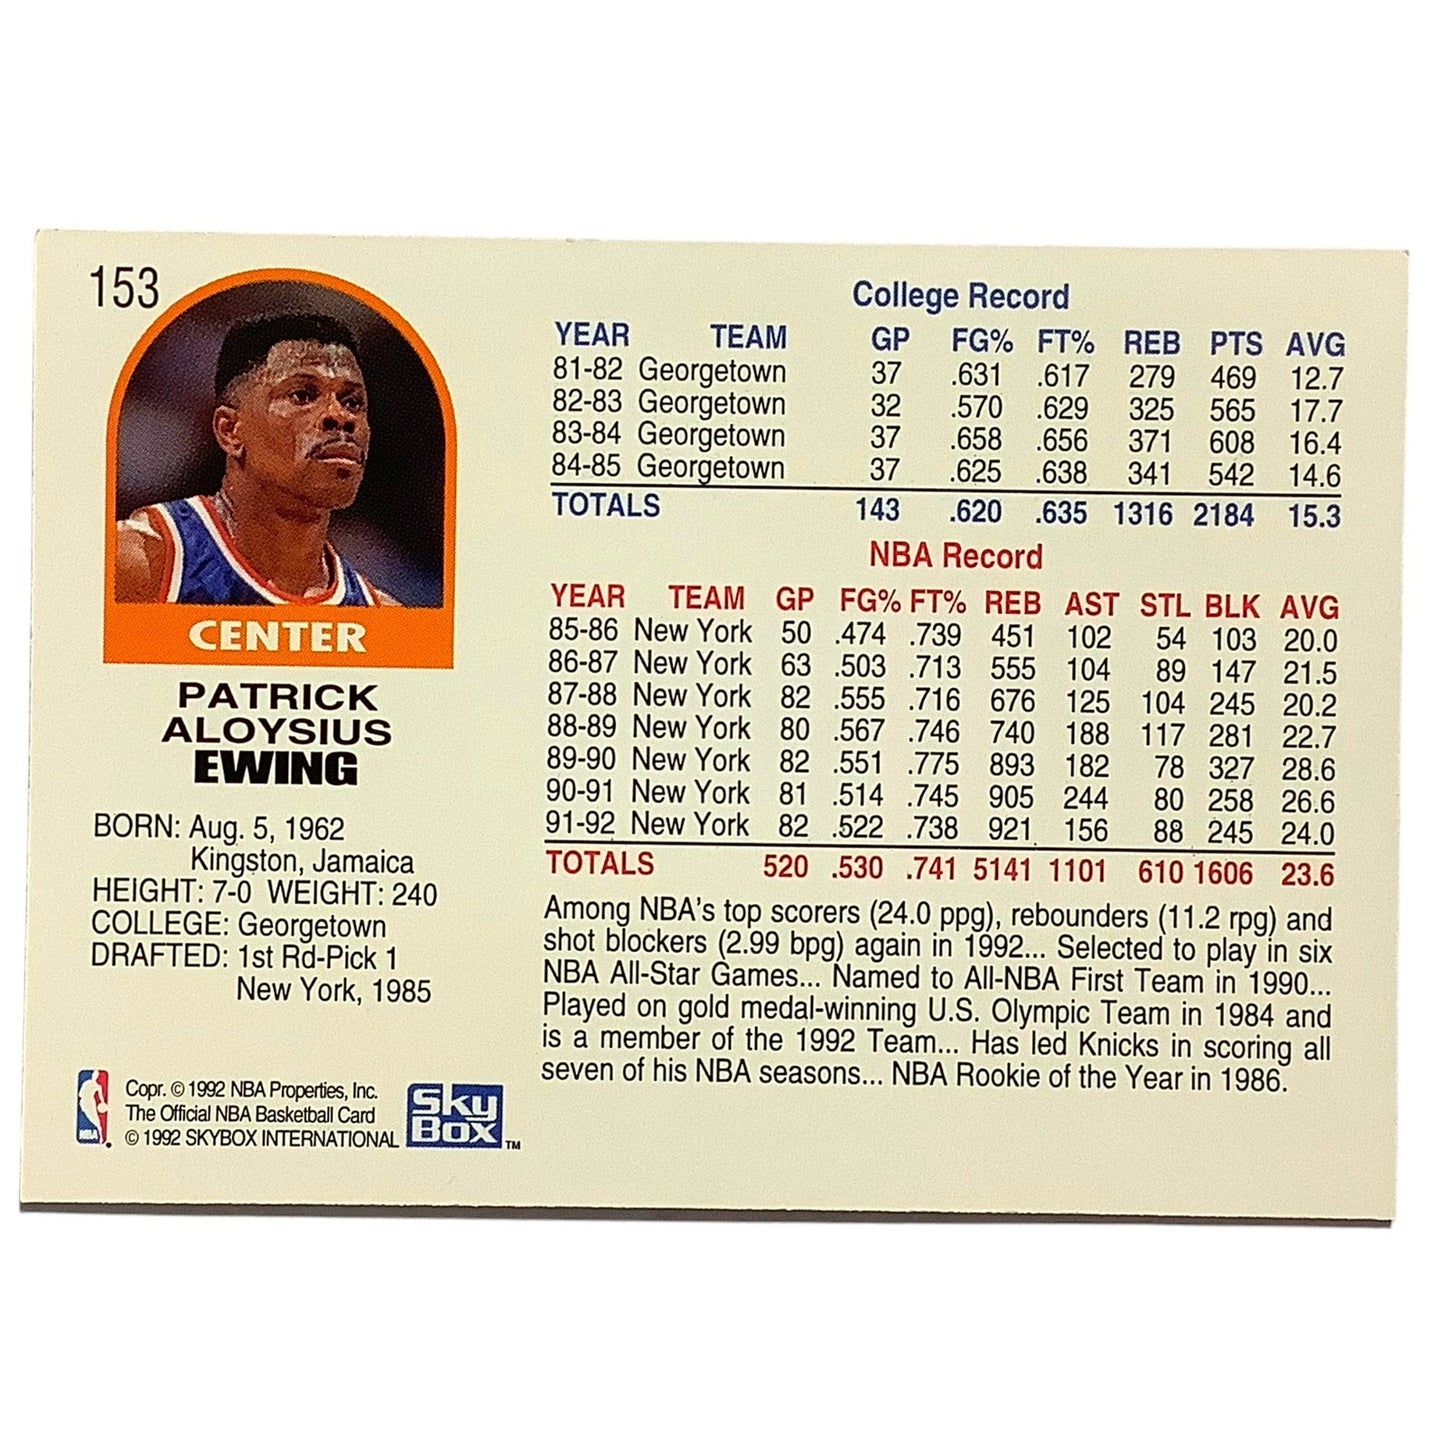 153
CENTER
PATRICK
ALOYSIUS
EWING
BORN: Aug. 5, 1962
Kingston, Jamaica
HEIGHT: 7-0 WEIGHT: 240
COLLEGE: Georgetown
DRAFTED: 1st Rd-Pick 1
New York, 1985
NBA
Copr. © 1992 NBA Properties, Inc.
The Official NBA Basketball Card
© 1992 SKYBOX INTERNATIONAL
Sky
Box ™
College Record
YEAR TEAM GP FG% FT% REB PTS AVG
81-82 Georgetown 37 .631 .617 279 469 12.7
82-83 Georgetown 32 .570 .629 325 565 17.7
83-84 Georgetown 37 .658 .656 371 608 16.4
84-85 Georgetown 37 .625 .638 341 542 14.6
TOTALS 143 .620 .635 1316 2184 15.3
NBA Record
YEAR TEAM GP FG% FT% REB AST STL BLK AVG
85-86 New York 50 .474 .739 451 102 54 103 20.0
86-87 New York 63 .503 .713 555 104 89 147 21.5
87-88 New York 82 .555 .716 676 125 104 245 20.2
88-89 New York 80 .567 .746 740 188 117 281 22.7
89-90 New York 82 .551 .775 893 182 78 327 28.6
90-91 New York 81 .514 .745 905 244 80 258 26.6
91-92 New York 82 .522 .738 921 156 88 245 24.0
TOTALS 520 .530 .741 5141 1101 610 1606 23.6
Among NBA's top scorers (24.0 ppg), rebounders (11.2 rpg) and
shot blockers (2.99 bpg) again in 1992... Selected to play in six
NBA All-Star Games... Named to All-NBA First Team in 1990...
Played on gold medal-winning U.S. Olympic Team in 1984 and
is a member of the 1992 Team... Has led Knicks in scoring all
seven of his NBA seasons... NBA Rookie of the Year in 1986.